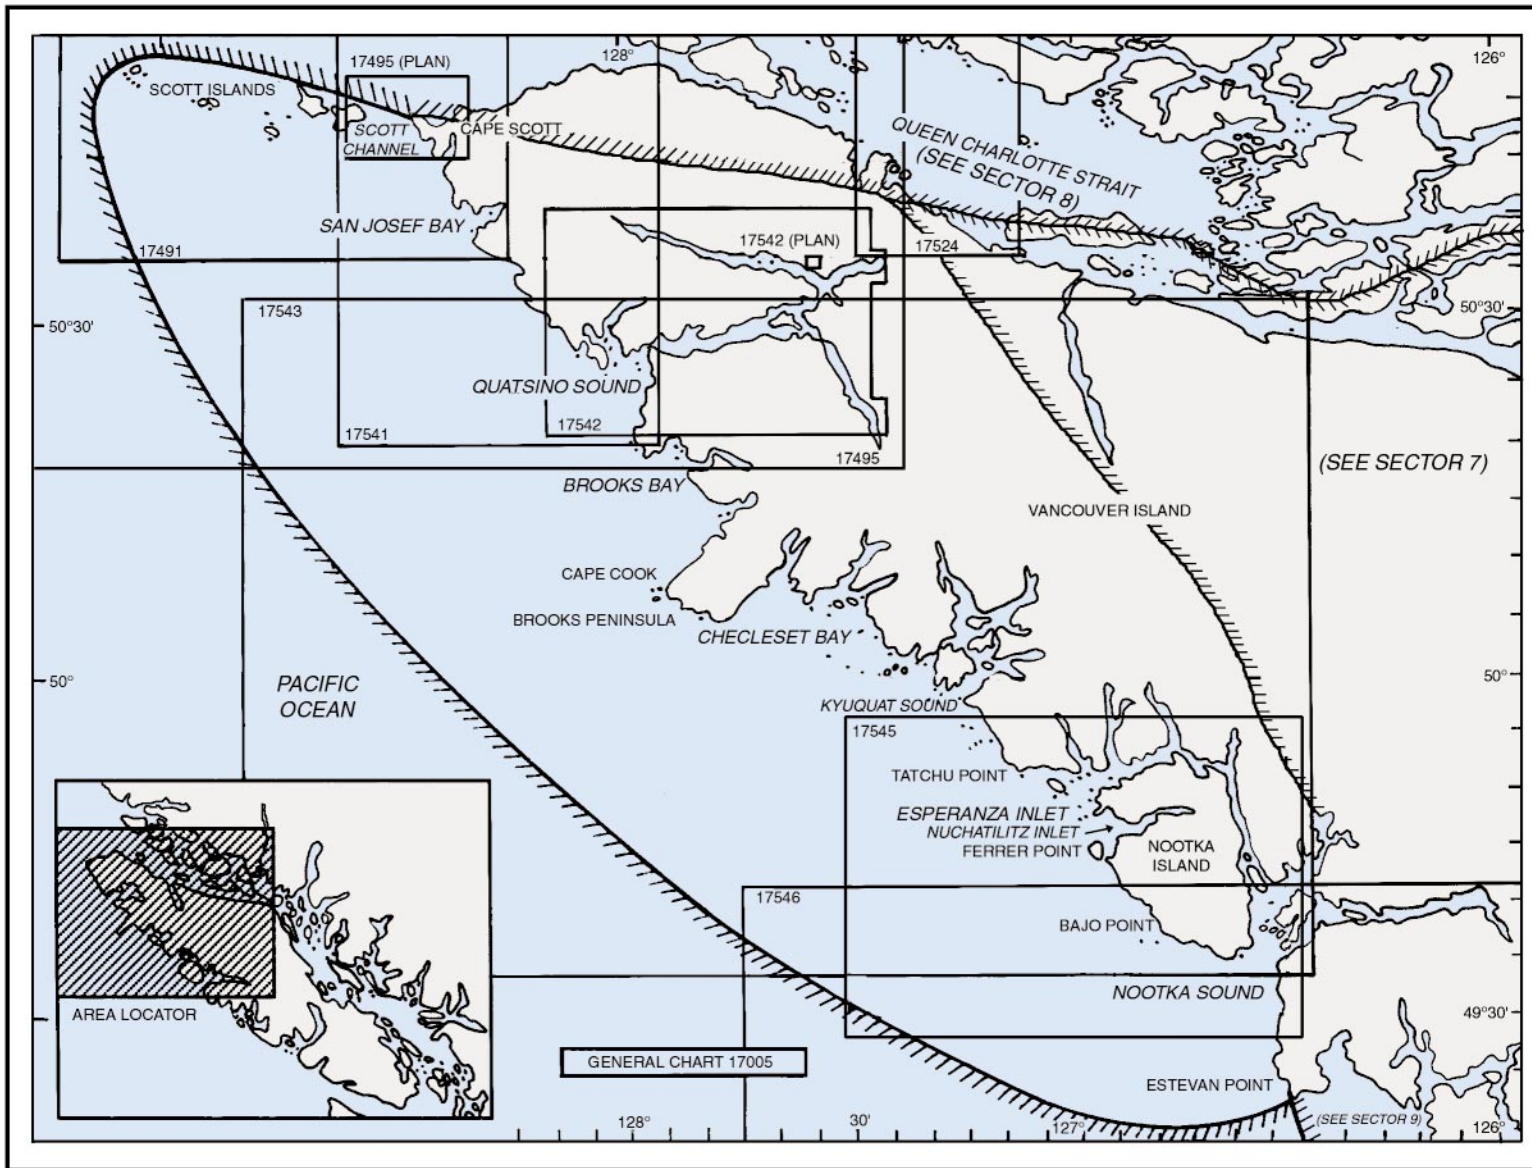 128°
126°
17495 (PLAN)
SCOTT ISLANDS
SCOTT
CHANNEL
CAPE SCOTT
QUEEN CHARLOTTE STRAIT
(SEE SECTOR 8)
SAN JOSEF BAY
17491
17542 (PLAN)
17524
17543
50°30'
50°30'
QUATSINO SOUND
17541
17542
17495
(SEE SECTOR 7)
BROOKS BAY
VANCOUVER ISLAND
CAPE COOK
BROOKS PENINSULA
CHECLESET BAY
50°
50°
PACIFIC
OCEAN
KYUQUAT SOUND
17545
TATCHU POINT
ESPERANZA INLET
NUCHATILITZ INLET
FERRER POINT
NOOTKA
ISLAND
17546
BAJO POINT
NOOTKA SOUND
AREA LOCATOR
49°30'
GENERAL CHART 17005
ESTEVAN POINT
(SEE SECTOR 9)
128°
30'
127°
126°